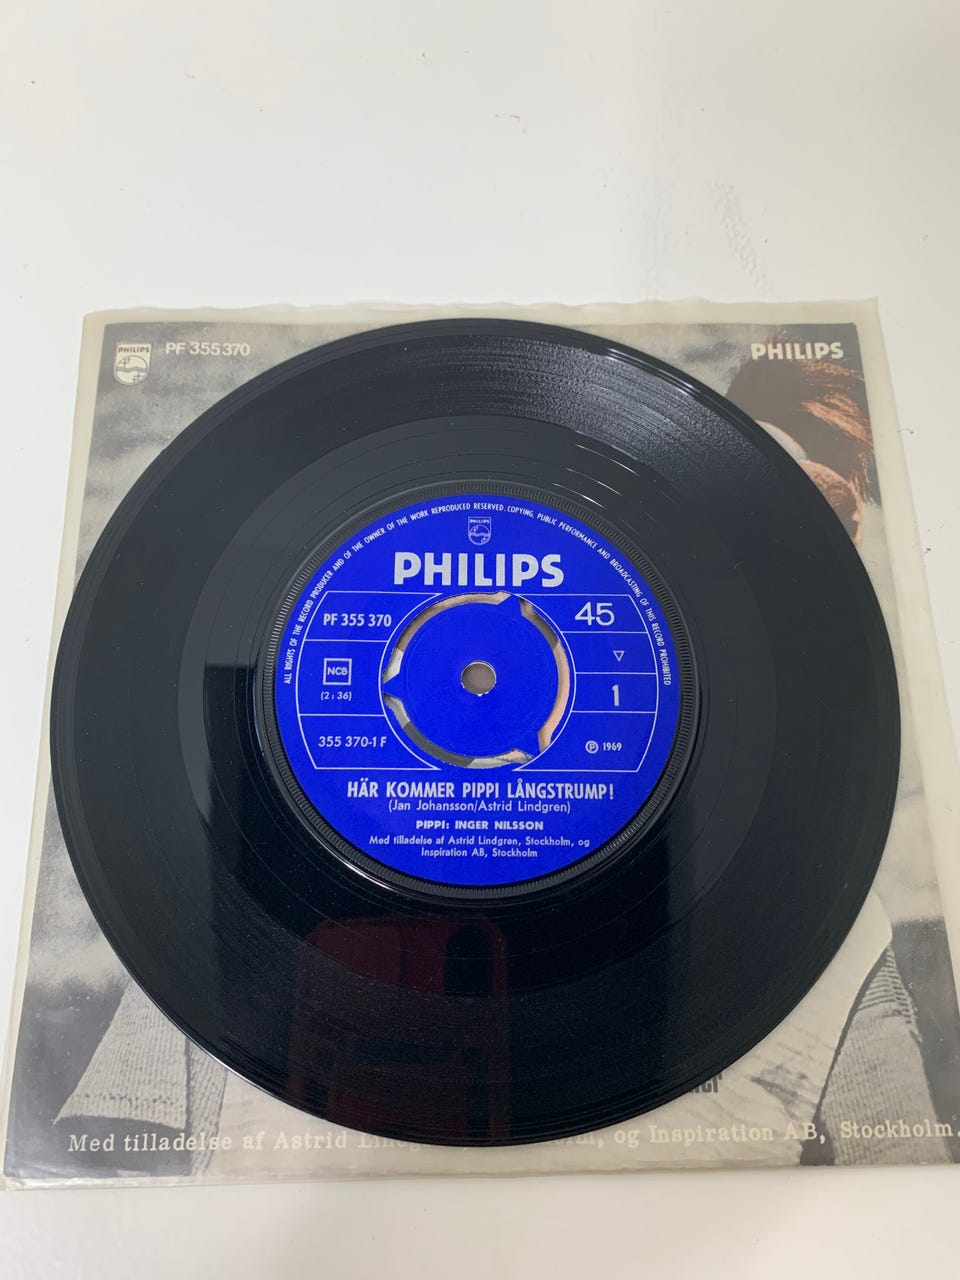 PHILIPS
PF 355 370
PHILIPS
ALL RIGHTS OF THE RECORD PRODUCER AND OF THE OWNER OF THE WORK REPRODUCED RESERVED. COPYING, PUBLIC PERFORMANCE AND BROADCASTING OF THIS RECORD PROHIBITED
PHILIPS
PHILIPS
PF 355 370
45
NCB
▽
(2:36)
1
355 370-1 F
Ⓟ 1969
HÄR KOMMER PIPPI LÅNGSTRUMP!
(Jan Johansson/Astrid Lindgren)
PIPPI: INGER NILSSON
Med tilladelse af Astrid Lindgren, Stockholm, og
Inspiration AB, Stockholm
Med tilladelse af Astrid og Inspiration AB, Stockholm.